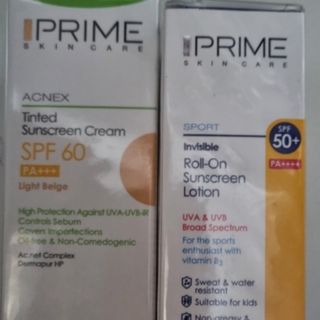 PRIME
SKIN CARE
ACNEX
Tinted
Sunscreen Cream
SPF 60
PA+++
Light Beige
High Protection Against UVA-UVB-IR
Controls Sebum
Covers Imperfections
Oil free & Non-Comedogenic
Acnet Complex
Dermapur HP
PRIME
SKIN CARE
SPORT
Invisible
Roll-On
Sunscreen
Lotion
SPF
50+
PA++++
UVA & UVB
Broad Spectrum
For the sports
enthusiast with
vitamin B3
Sweat & water
resistant
Suitable for kids
Non-greasy &